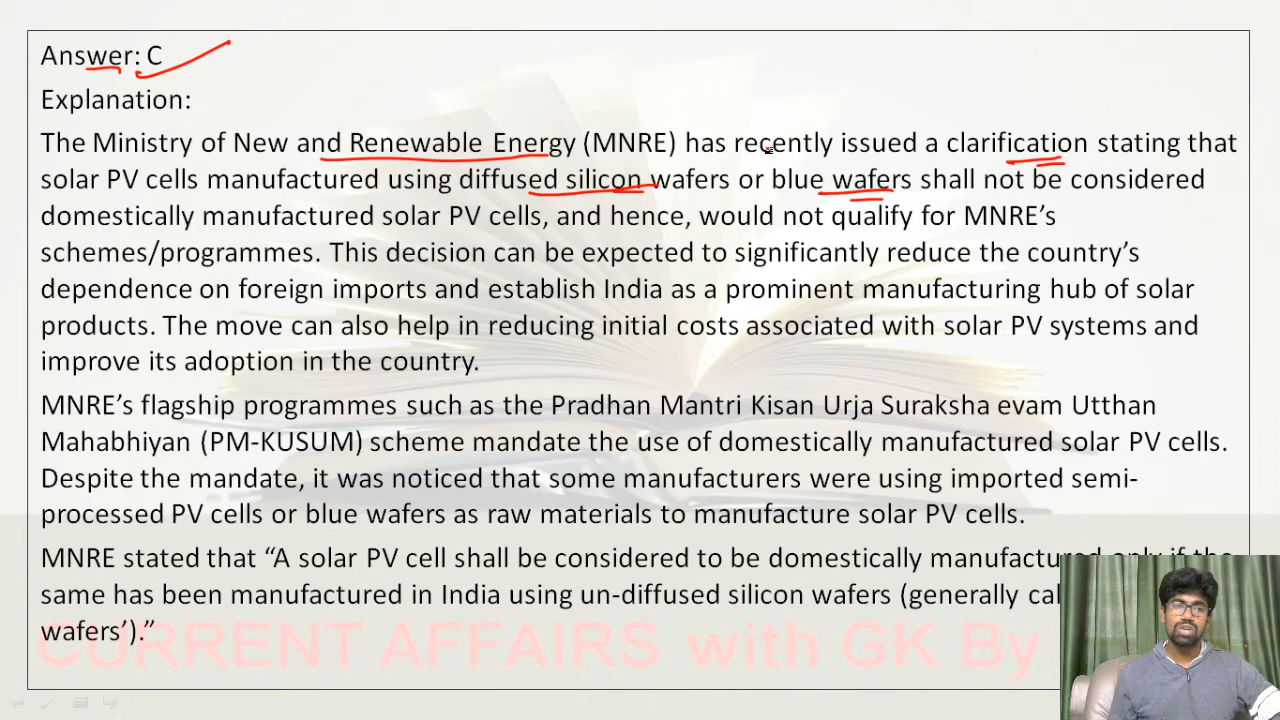 Answer: C
Explanation:
The Ministry of New and Renewable Energy (MNRE) has recently issued a clarification stating that
solar PV cells manufactured using diffused silicon wafers or blue wafers shall not be considered
domestically manufactured solar PV cells, and hence, would not qualify for MNRE’s
schemes/programmes. This decision can be expected to significantly reduce the country’s
dependence on foreign imports and establish India as a prominent manufacturing hub of solar
products. The move can also help in reducing initial costs associated with solar PV systems and
improve its adoption in the country.
MNRE’s flagship programmes such as the Pradhan Mantri Kisan Urja Suraksha evam Utthan
Mahabhiyan (PM-KUSUM) scheme mandate the use of domestically manufactured solar PV cells.
Despite the mandate, it was noticed that some manufacturers were using imported semi-
processed PV cells or blue wafers as raw materials to manufacture solar PV cells.
MNRE stated that “A solar PV cell shall be considered to be domestically manufactured only if the
same has been manufactured in India using un-diffused silicon wafers (generally
wafers’).”
CURRENT AFFAIRS with GK By